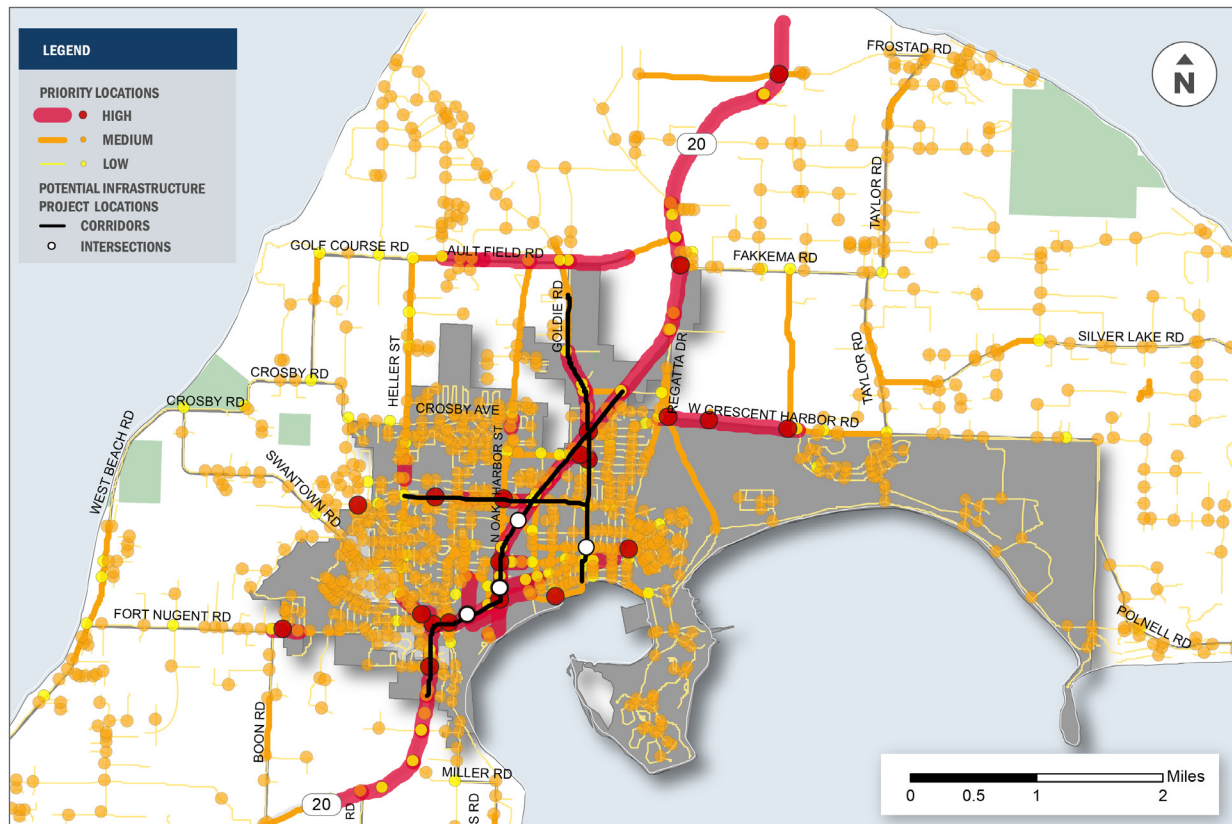 LEGEND
PRIORITY LOCATIONS
HIGH
MEDIUM
LOW
POTENTIAL INFRASTRUCTURE
PROJECT LOCATIONS
CORRIDORS
INTERSECTIONS
FROSTAD RD
N
20
TAYLOR RD
GOLF COURSE RD
AULT FIELD RD
FAKKEMA RD
GOLDIE RD
HELLER ST
REGATTA DR
TAYLOR RD
SILVER LAKE RD
CROSBY RD
CROSBY RD
CROSBY AVE
W CRESCENT HARBOR RD
WEST BEACH RD
SWANTOWN RD
N OAK HARBOR ST
FORT NUGENT RD
POLNELL RD
BOON RD
MILLER RD
20
RD
S RD
Miles
0 0.5 1 2